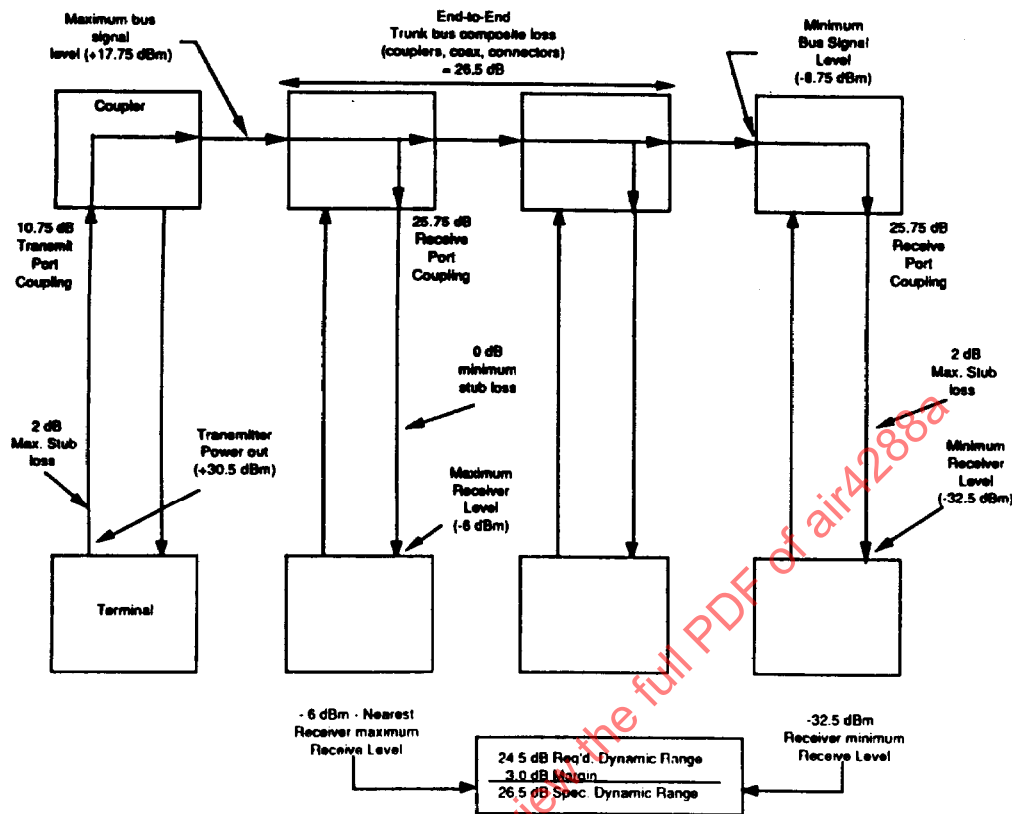 Maximum bus
signal
level (+17.75 dBm)
End-to-End
Trunk bus composite loss
(couplers, coax, connectors)
= 26.5 dB
Minimum
Bus Signal
Level
(-8.75 dBm)
Coupler
10.75 dB
Transmit
Port
Coupling
25.75 dB
Receive
Port
Coupling
25.75 dB
Receive
Port
Coupling
0 dB
minimum
stub loss
2 dB
Max. Stub
loss
2 dB
Max. Stub
loss
Transmitter
Power out
(+30.5 dBm)
Maximum
Receiver
Level
(-6 dBm)
Minimum
Receiver
Level
(-32.5 dBm)
Terminal
- 6 dBm - Nearest
Receiver maximum
Receive Level
-32.5 dBm
Receiver minimum
Receive Level
24.5 dB Req'd. Dynamic Range
3.0 dB Margin
26.5 dB Spec. Dynamic Range
view the full PDF of air4288a